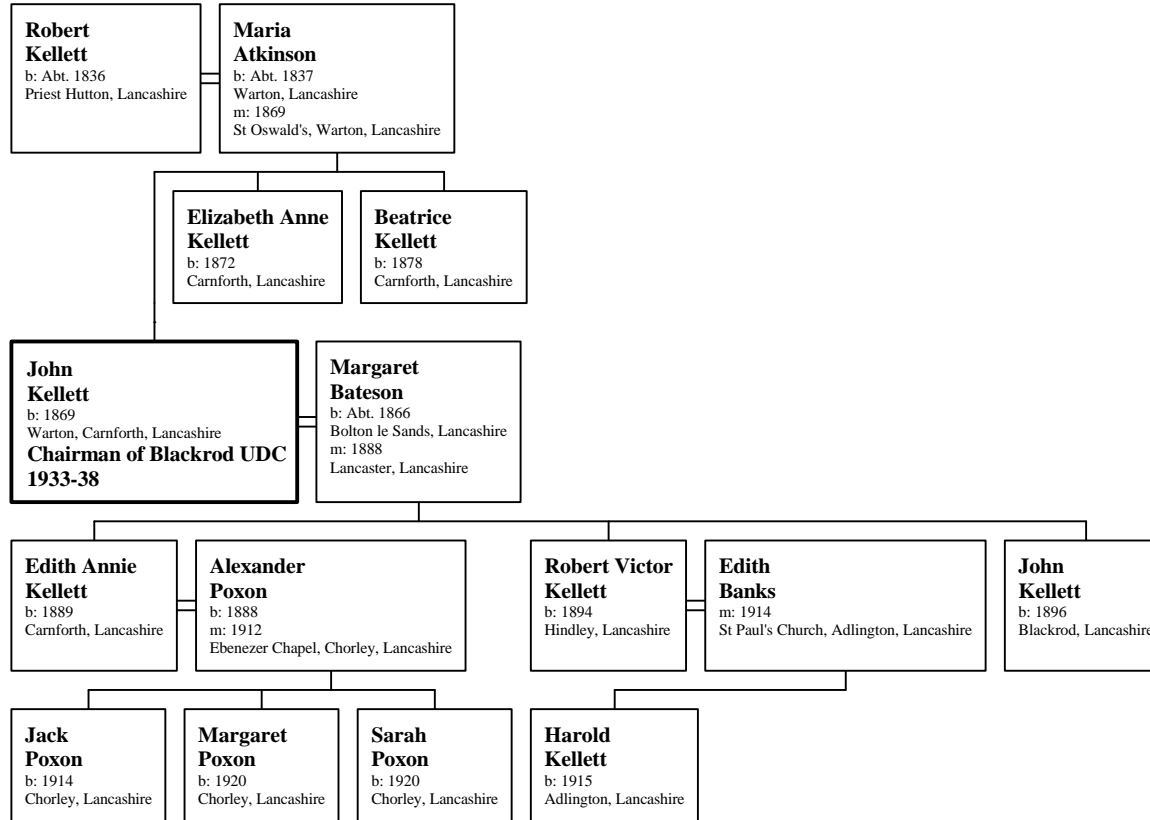 Robert
Kellett
b: Abt. 1836
Priest Hutton, Lancashire
Maria
Atkinson
b: Abt. 1837
Warton, Lancashire
m: 1869
St Oswald's, Warton, Lancashire
Elizabeth Anne
Kellett
b: 1872
Carnforth, Lancashire
Beatrice
Kellett
b: 1878
Carnforth, Lancashire
John
Kellett
b: 1869
Warton, Carnforth, Lancashire
Chairman of Blackrod UDC
1933-38
Margaret
Bateson
b: Abt. 1866
Bolton le Sands, Lancashire
m: 1888
Lancaster, Lancashire
Edith Annie
Kellett
b: 1889
Carnforth, Lancashire
Alexander
Poxon
b: 1888
m: 1912
Ebenezer Chapel, Chorley, Lancashire
Robert Victor
Kellett
b: 1894
Hindley, Lancashire
Edith
Banks
m: 1914
St Paul's Church, Adlington, Lancashire
John
Kellett
b: 1896
Blackrod, Lancashire
Jack
Poxon
b: 1914
Chorley, Lancashire
Margaret
Poxon
b: 1920
Chorley, Lancashire
Sarah
Poxon
b: 1920
Chorley, Lancashire
Harold
Kellett
b: 1915
Adlington, Lancashire